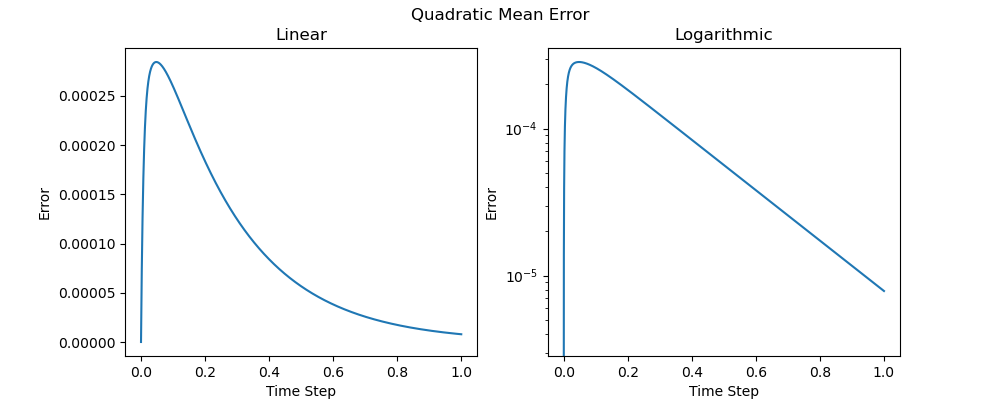 Quadratic Mean Error
Linear
0.00025
0.00020
0.00015
0.00010
0.00005
0.00000
Error
0.0 0.2 0.4 0.6 0.8 1.0
Time Step
Logarithmic
10⁻⁴
10⁻⁵
Error
0.0 0.2 0.4 0.6 0.8 1.0
Time Step